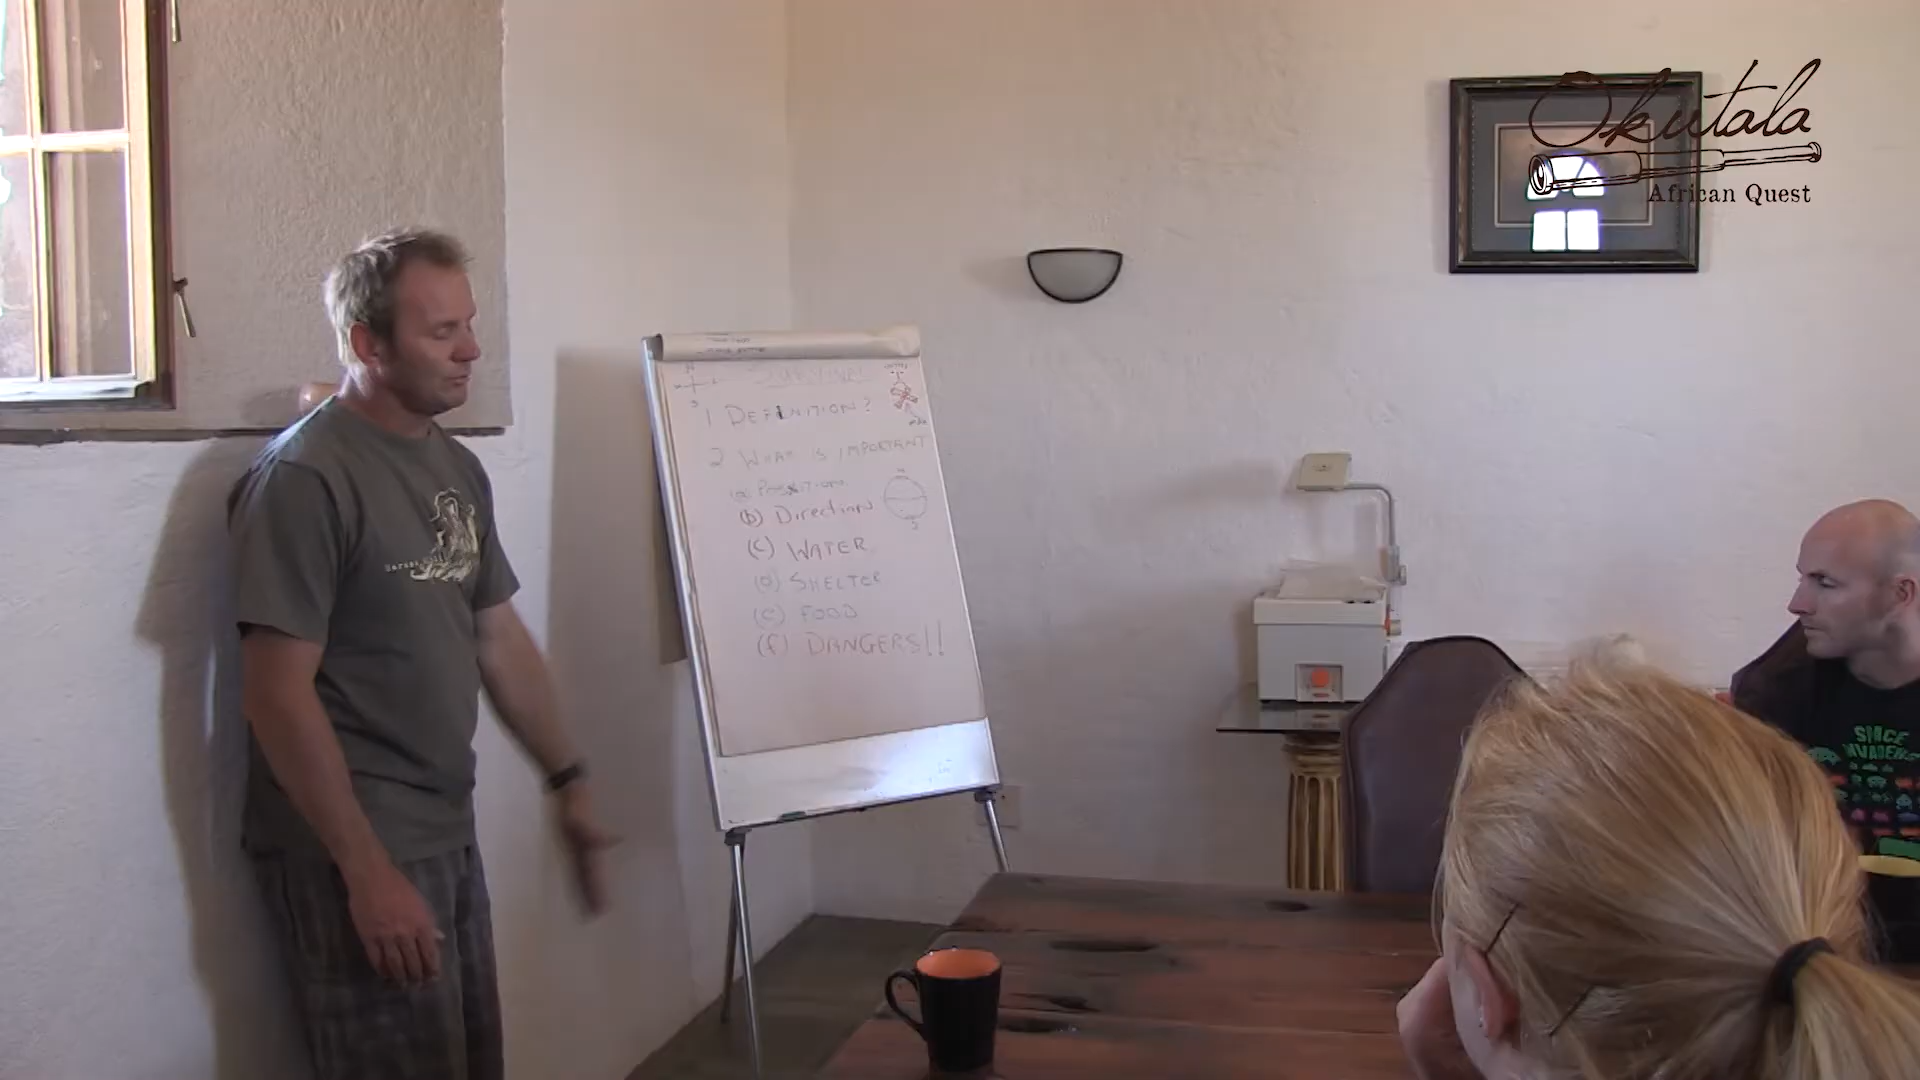 Okutala
African Quest
SURVIVAL
1 DEFINITION?
2 WHAT IS IMPORTANT
(a) POSITION
(b) Direction
(c) WATER
(d) SHELTER
(e) FOOD
(f) DANGERS!!
N
S
SPACE
INVADERS